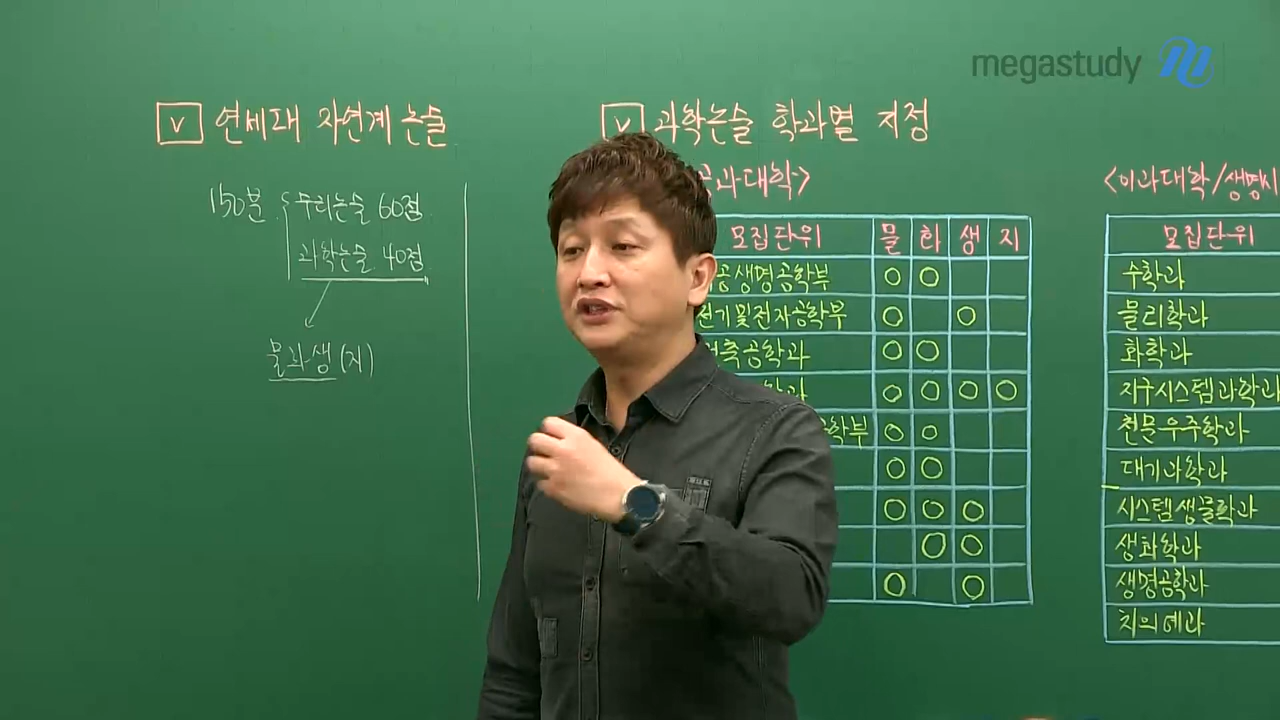 megastudy
v 연세대 자연계 논술
v 과학논술 학과별 지정
150분 수리논술 60점
과학논술 40점
물화생 (지)
공과대학>
모집단위 물 화 생 지
공생명공학부 ○ ○
전기및전자공학부 ○ ○
건축공학과 ○ ○
학과 ○ ○ ○ ○
공학부 ○ ○
○ ○
○ ○ ○
○ ○
○ ○
<이과대학/생명시
모집단위
수학과
물리학과
화학과
지구시스템과학과
천문우주학과
대기과학과
시스템생물학과
생화학과
생명공학과
치의예과